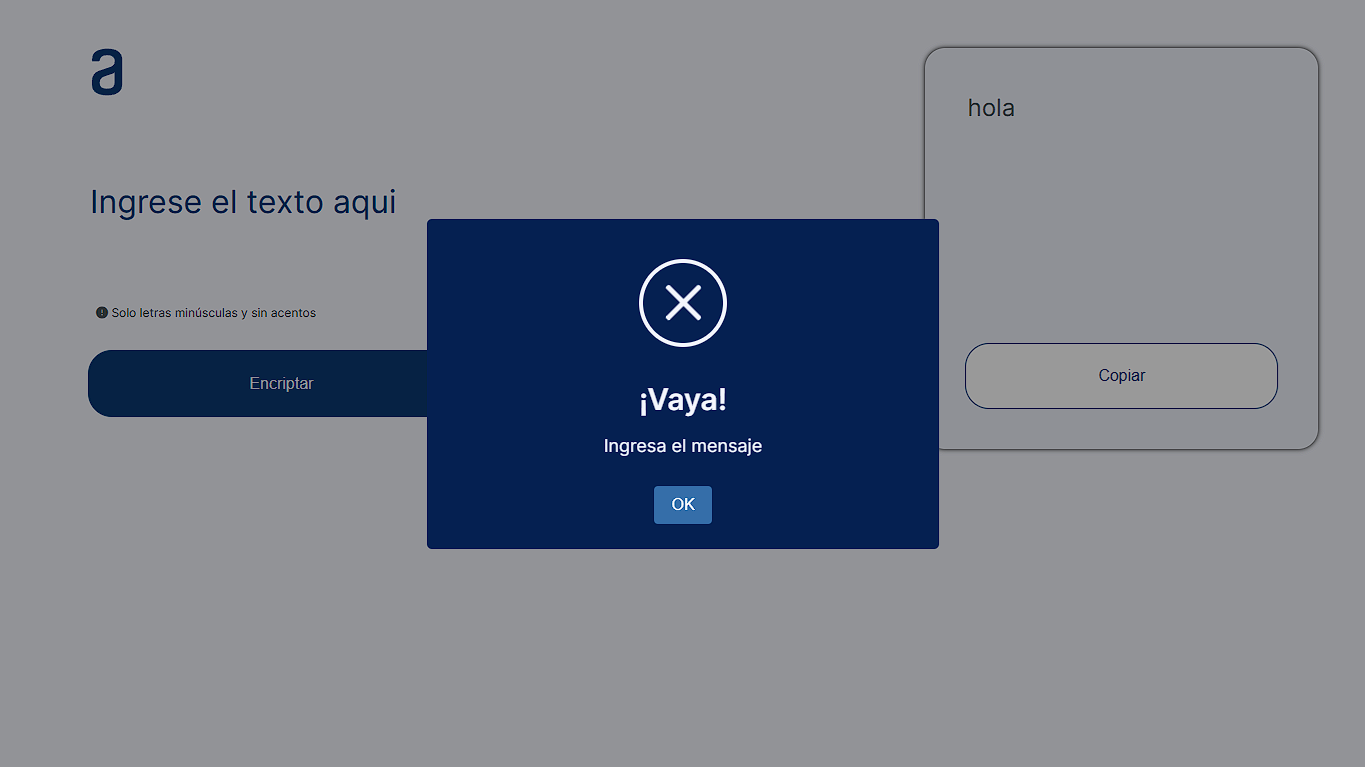 a
hola
Ingrese el texto aqui
Solo letras minúsculas y sin acentos
Encriptar
Copiar
¡Vaya!
Ingresa el mensaje
OK